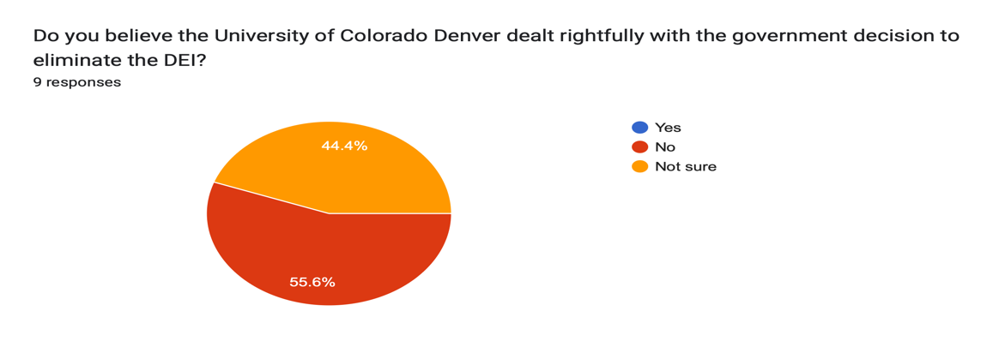 Do you believe the University of Colorado Denver dealt rightfully with the government decision to
eliminate the DEI?
9 responses
44.4%
55.6%
Yes
No
Not sure